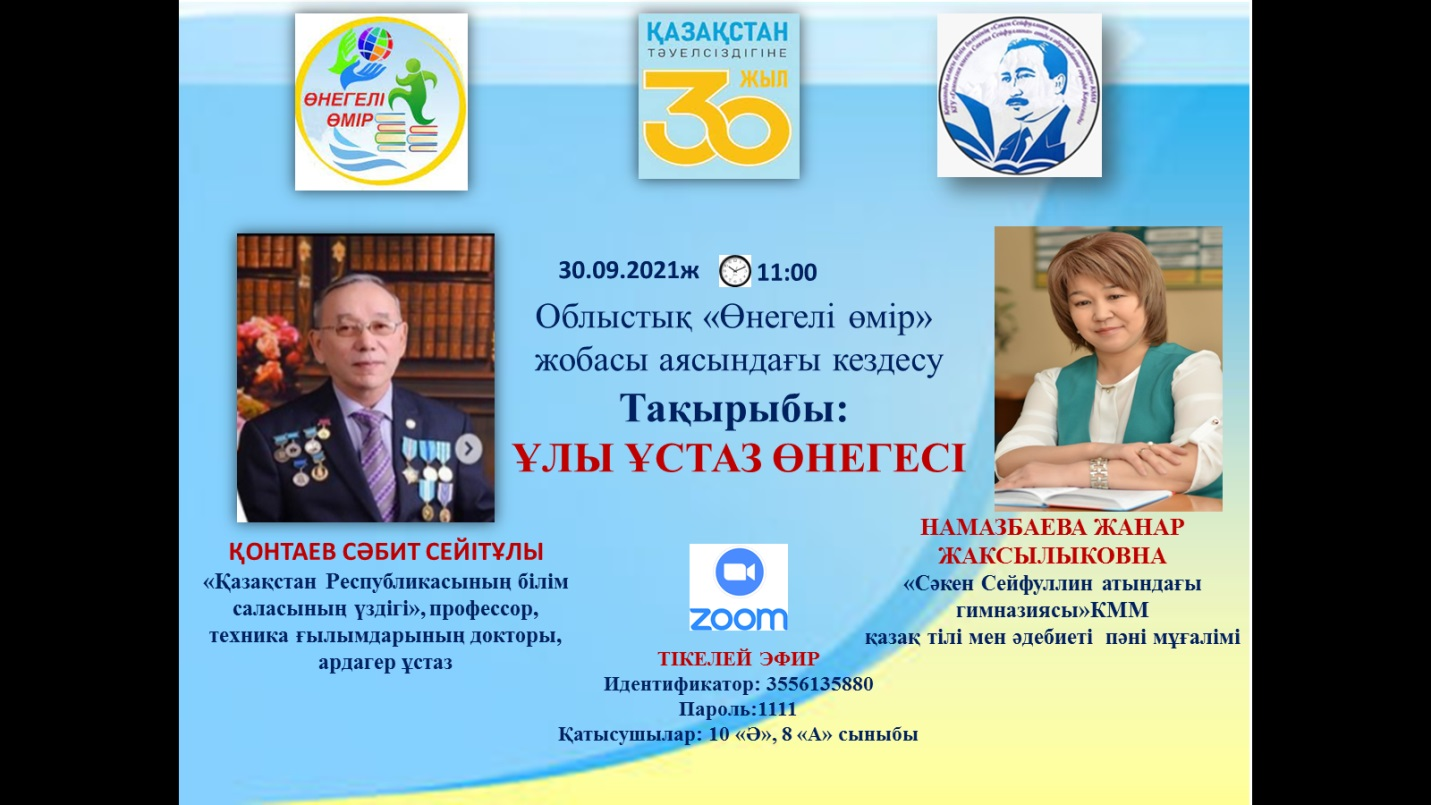 ӨНЕГЕЛІ
ӨМІР
ҚАЗАҚСТАН
ТӘУЕЛСІЗДІГІНЕ
30 ЖЫЛ
30.09.2021ж 11:00
Облыстық «Өнегелі өмір»
жобасы аясындағы кездесу
Тақырыбы:
ҰЛЫ ҰСТАЗ ӨНЕГЕСІ
ҚОНТАЕВ СӘБИТ СЕЙІТҰЛЫ
«Қазақстан Республикасының білім
саласының үздігі», профессор,
техника ғылымдарының докторы,
ардагер ұстаз
НАМАЗБАЕВА ЖАНАР
ЖАКСЫЛЫКОВНА
«Сәкен Сейфуллин атындағы
гимназиясы»КММ
қазақ тілі мен әдебиеті пәні мұғалімі
zoom
ТІКЕЛЕЙ ЭФИР
Идентификатор: 3556135880
Пароль:1111
Қатысушылар: 10 «Ә», 8 «А» сыныбы